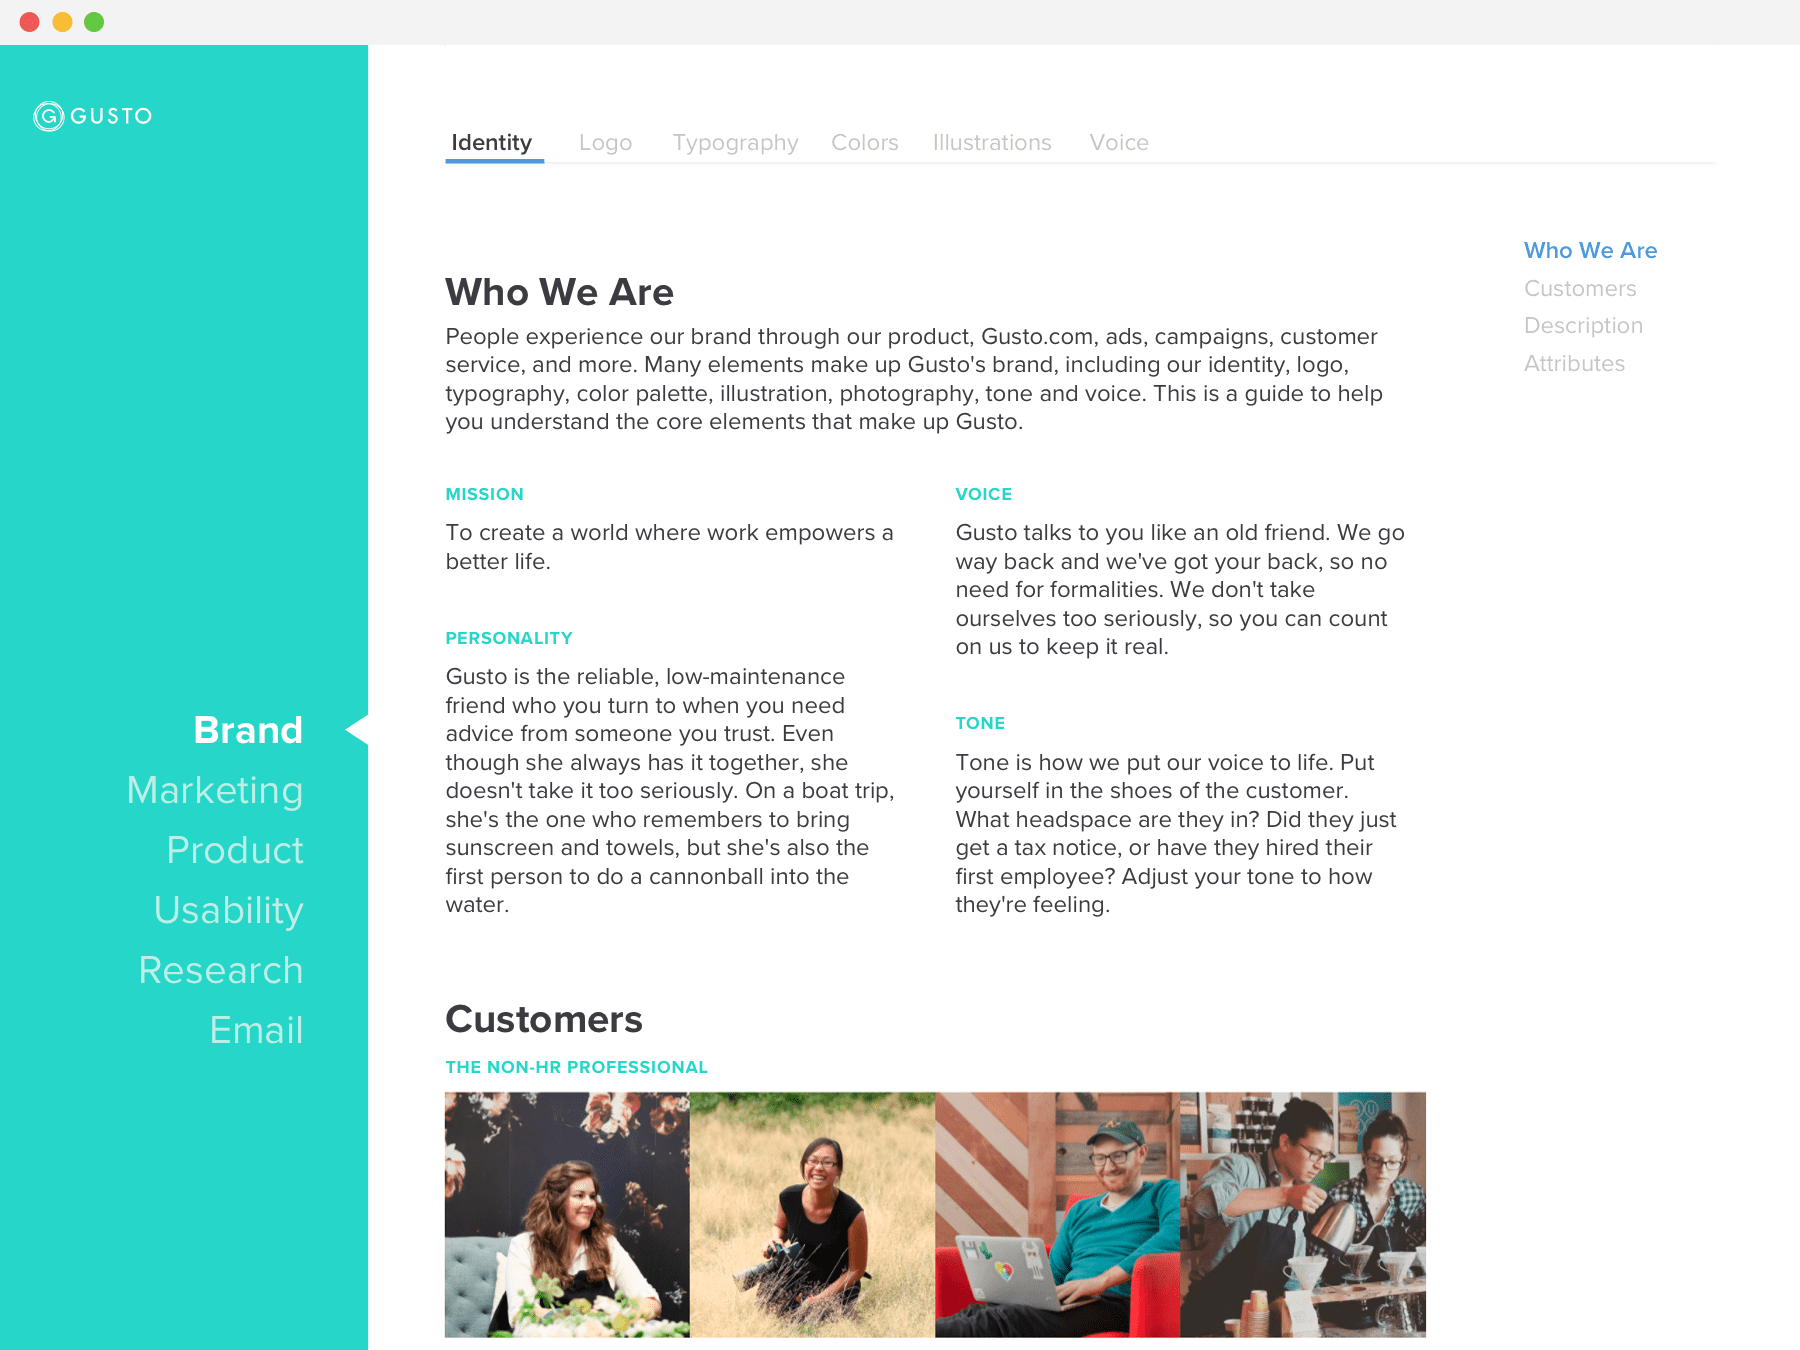 GUSTO
Identity
Logo
Typography
Colors
Illustrations
Voice
Who We Are
Customers
Description
Attributes
Who We Are
People experience our brand through our product, Gusto.com, ads, campaigns, customer
service, and more. Many elements make up Gusto's brand, including our identity, logo,
typography, color palette, illustration, photography, tone and voice. This is a guide to help
you understand the core elements that make up Gusto.
MISSION
To create a world where work empowers a
better life.
PERSONALITY
Gusto is the reliable, low-maintenance
friend who you turn to when you need
advice from someone you trust. Even
though she always has it together, she
doesn't take it too seriously. On a boat trip,
she's the one who remembers to bring
sunscreen and towels, but she's also the
first person to do a cannonball into the
water.
VOICE
Gusto talks to you like an old friend. We go
way back and we've got your back, so no
need for formalities. We don't take
ourselves too seriously, so you can count
on us to keep it real.
TONE
Tone is how we put our voice to life. Put
yourself in the shoes of the customer.
What headspace are they in? Did they just
get a tax notice, or have they hired their
first employee? Adjust your tone to how
they're feeling.
Brand
Marketing
Product
Usability
Research
Email
Customers
THE NON-HR PROFESSIONAL